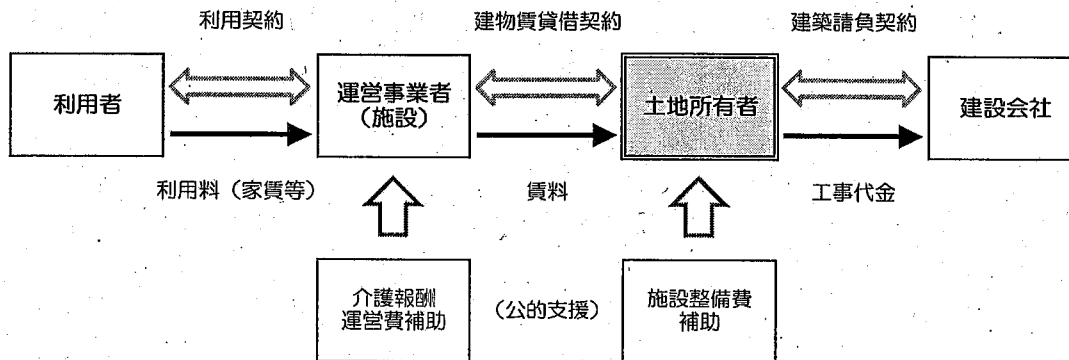 利用契約
建物賃貸借契約
建築請負契約
利用者
運営事業者
（施設）
土地所有者
建設会社
利用料（家賃等）
賃料
工事代金
介護報酬
運営費補助
（公的支援）
施設整備費
補助